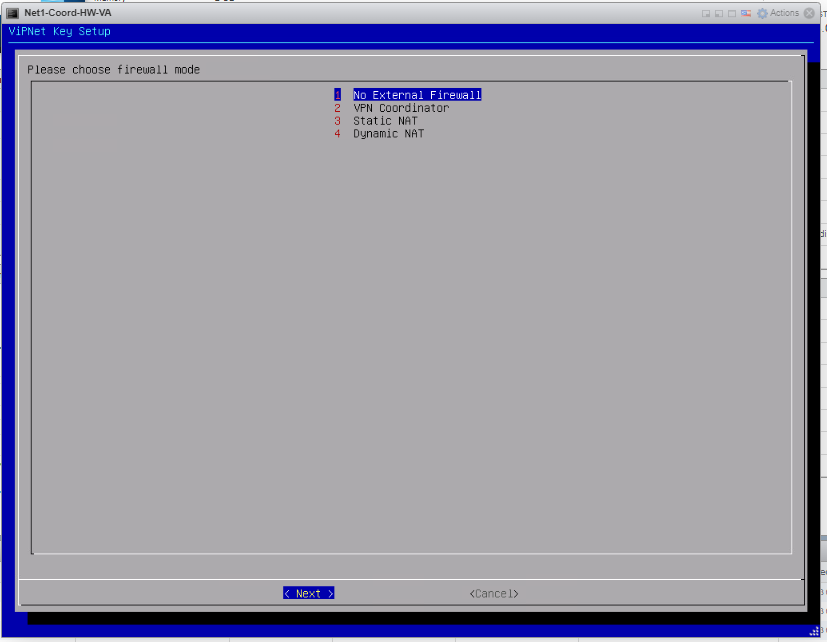 Net1-Coord-HW-VA
Actions
ViPNet Key Setup
Please choose firewall mode
1 No External Firewall
2 VPN Coordinator
3 Static NAT
4 Dynamic NAT
< Next >
<Cancel>